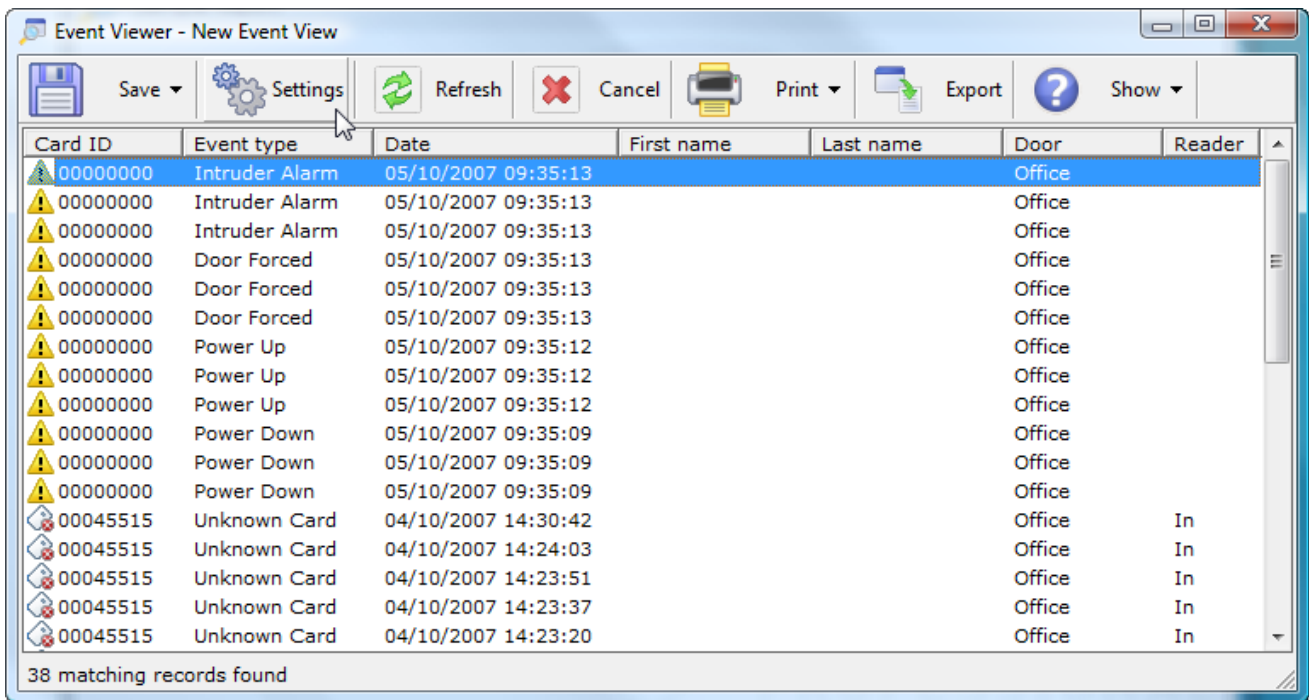 Event Viewer - New Event View
Save Settings Refresh Cancel Print Export Show
Card ID Event type Date First name Last name Door Reader
00000000 Intruder Alarm 05/10/2007 09:35:13 Office
00000000 Intruder Alarm 05/10/2007 09:35:13 Office
00000000 Intruder Alarm 05/10/2007 09:35:13 Office
00000000 Door Forced 05/10/2007 09:35:13 Office
00000000 Door Forced 05/10/2007 09:35:13 Office
00000000 Door Forced 05/10/2007 09:35:13 Office
00000000 Power Up 05/10/2007 09:35:12 Office
00000000 Power Up 05/10/2007 09:35:12 Office
00000000 Power Up 05/10/2007 09:35:12 Office
00000000 Power Down 05/10/2007 09:35:09 Office
00000000 Power Down 05/10/2007 09:35:09 Office
00000000 Power Down 05/10/2007 09:35:09 Office
00045515 Unknown Card 04/10/2007 14:30:42 Office In
00045515 Unknown Card 04/10/2007 14:24:03 Office In
00045515 Unknown Card 04/10/2007 14:23:51 Office In
00045515 Unknown Card 04/10/2007 14:23:37 Office In
00045515 Unknown Card 04/10/2007 14:23:20 Office In
38 matching records found